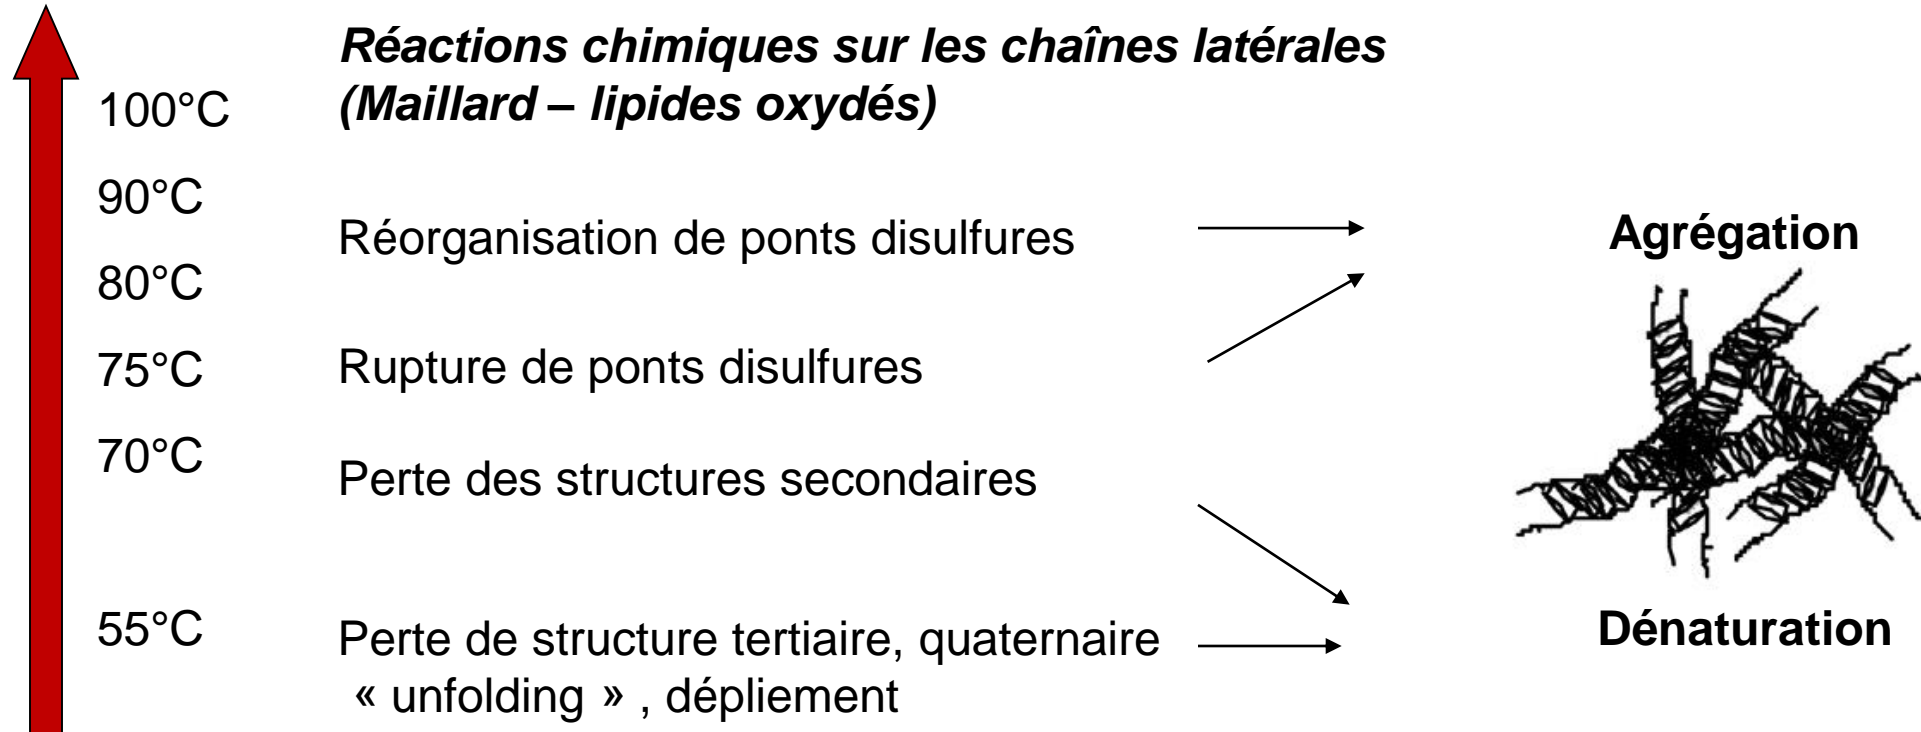 Réactions chimiques sur les chaînes latérales
(Maillard – lipides oxydés)
100°C
90°C
Réorganisation de ponts disulfures
Agrégation
80°C
75°C
Rupture de ponts disulfures
70°C
Perte des structures secondaires
55°C
Perte de structure tertiaire, quaternaire
« unfolding » , dépliement
Dénaturation